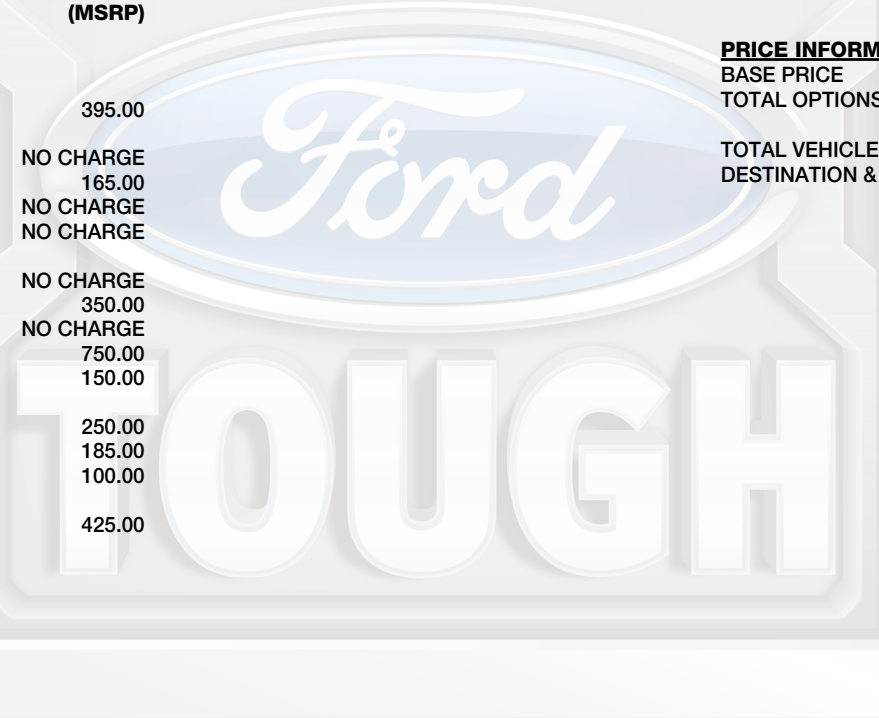 (MSRP)
395.00
NO CHARGE
165.00
NO CHARGE
NO CHARGE
NO CHARGE
350.00
NO CHARGE
750.00
150.00
250.00
185.00
100.00
425.00
PRICE INFORM
BASE PRICE
TOTAL OPTIONS
TOTAL VEHICLE
DESTINATION &
Ford
TOUGH